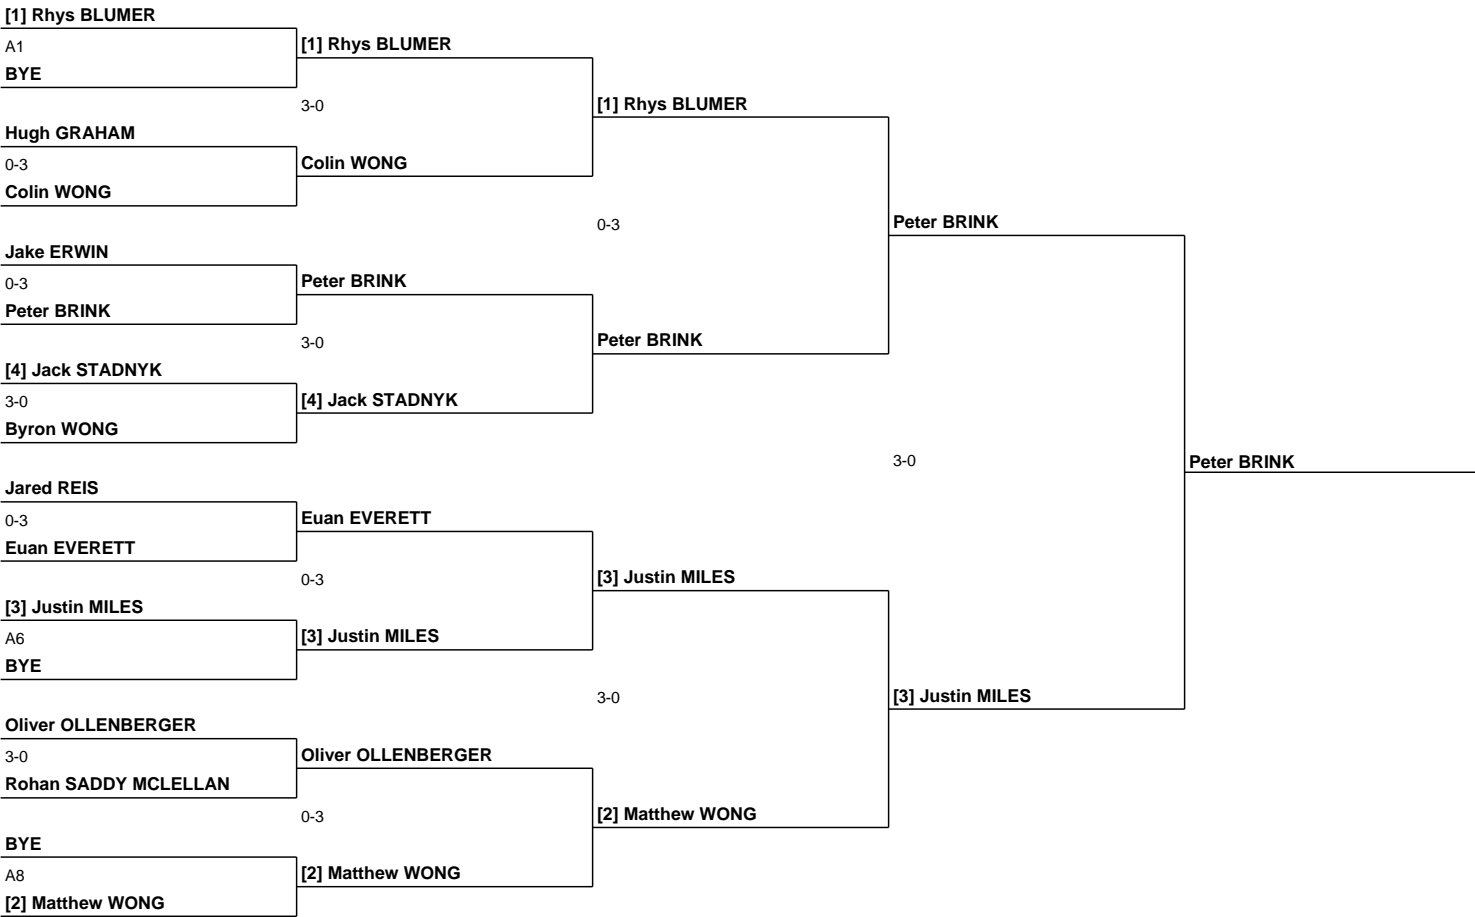 [1] Rhys BLUMER
A1
BYE
Hugh GRAHAM
0-3
Colin WONG
Jake ERWIN
0-3
Peter BRINK
[4] Jack STADNYK
3-0
Byron WONG
Jared REIS
0-3
Euan EVERETT
[3] Justin MILES
A6
BYE
Oliver OLLENBERGER
3-0
Rohan SADDY MCLELLAN
BYE
A8
[2] Matthew WONG
[1] Rhys BLUMER
3-0
Colin WONG
Peter BRINK
3-0
[4] Jack STADNYK
Euan EVERETT
0-3
[3] Justin MILES
Oliver OLLENBERGER
0-3
[2] Matthew WONG
[1] Rhys BLUMER
0-3
Peter BRINK
[3] Justin MILES
3-0
[2] Matthew WONG
Peter BRINK
3-0
[3] Justin MILES
Peter BRINK